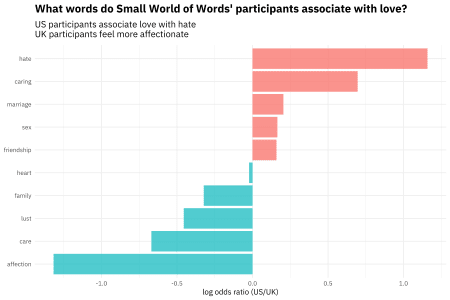 What words do Small World of Words' participants associate with love?
US participants associate love with hate
UK participants feel more affectionate
hate
caring
marriage
sex
friendship
heart
family
lust
care
affection
-1.0 -0.5 0.0 0.5 1.0
log odds ratio (US/UK)